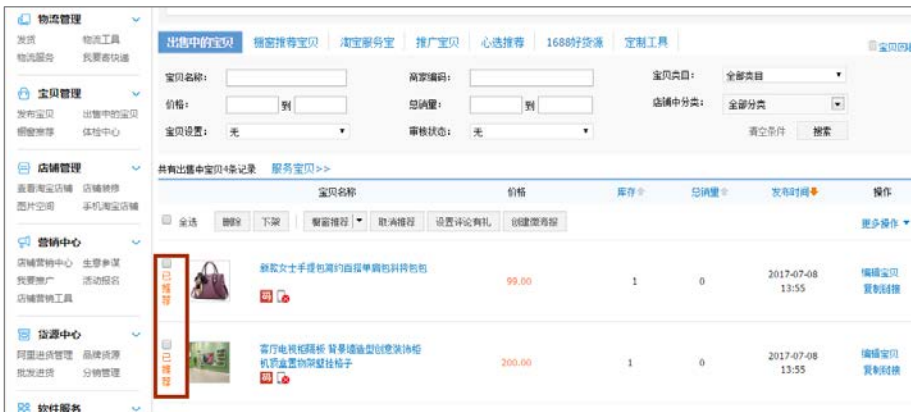 物流管理
发货 物流工具
物流服务 我要寄快递
宝贝管理
发布宝贝 出售中的宝贝
橱窗推荐 体检中心
店铺管理
查看淘宝店铺 店铺装修
图片空间 手机淘宝店铺
营销中心
店铺营销中心 生意参谋
我要推广 活动报名
店铺营销工具
货源中心
阿里进货管理 品牌货源
批发进货 分销管理
软件服务
出售中的宝贝 橱窗推荐宝贝 淘宝服务宝 推广宝贝 心选推荐 1688好货源 定制工具
宝贝回收
宝贝名称: 商家编码: 宝贝类目: 全部类目
价格: 到 总销量: 到 店铺中分类: 全部分类
宝贝设置: 无 审核状态: 无 清空条件 搜索
共有出售中宝贝4条记录 服务宝贝>>
宝贝名称 价格 库存 总销量 发布时间 操作
全选 删除 下架 橱窗推荐 取消推荐 设置评论有礼 创建微海报 更多操作
已推荐
新款女士手提包简约百搭单肩包斜挎包包
码
99.00 1 0 2017-07-08
13:55
编辑宝贝
复制链接
已推荐
客厅电视柜隔板 背景墙造型创意装饰柜
机顶盒置物架壁挂格子
码
200.00 1 0 2017-07-08
13:55
编辑宝贝
复制链接